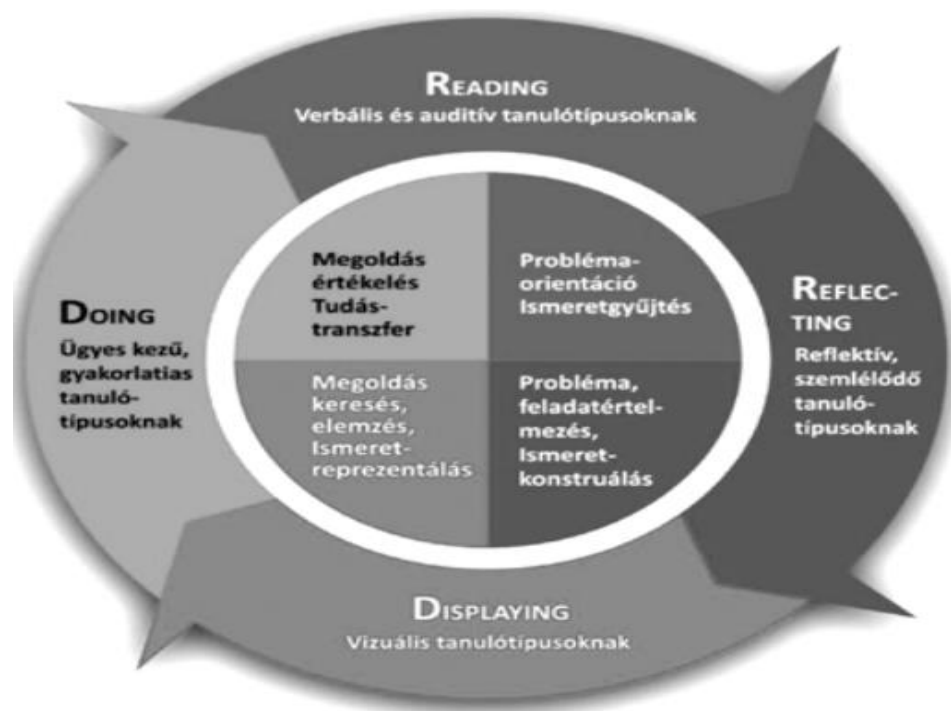 READING
Verbális és auditív tanulótípusoknak
REFLEC-
TING
Reflektív,
szemlélődő
tanuló-
típusoknak
DISPLAYING
Vizuális tanulótípusoknak
DOING
Ügyes kezű,
gyakorlatias
tanuló-
típusoknak
Megoldás
értékelés
Tudás-
transzfer
Probléma-
orientáció
Ismeretgyűjtés
Megoldás
keresés,
elemzés,
Ismeret-
reprezentálás
Probléma,
feladatértel-
mezés,
Ismeret-
konstruálás